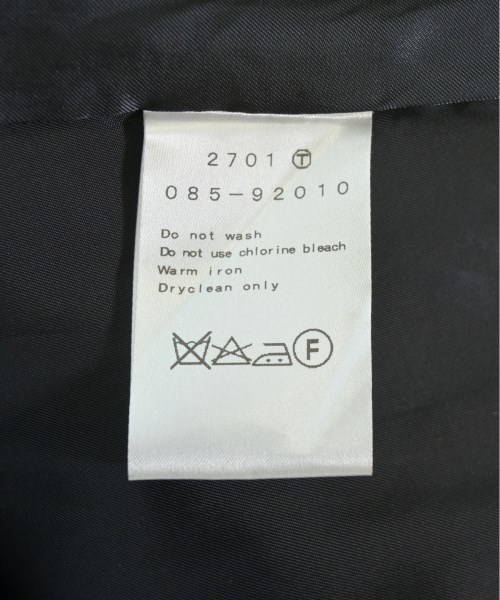 2701 Ⓣ
085-92010
Do not wash
Do not use chlorine bleach
Warm iron
Dryclean only
F